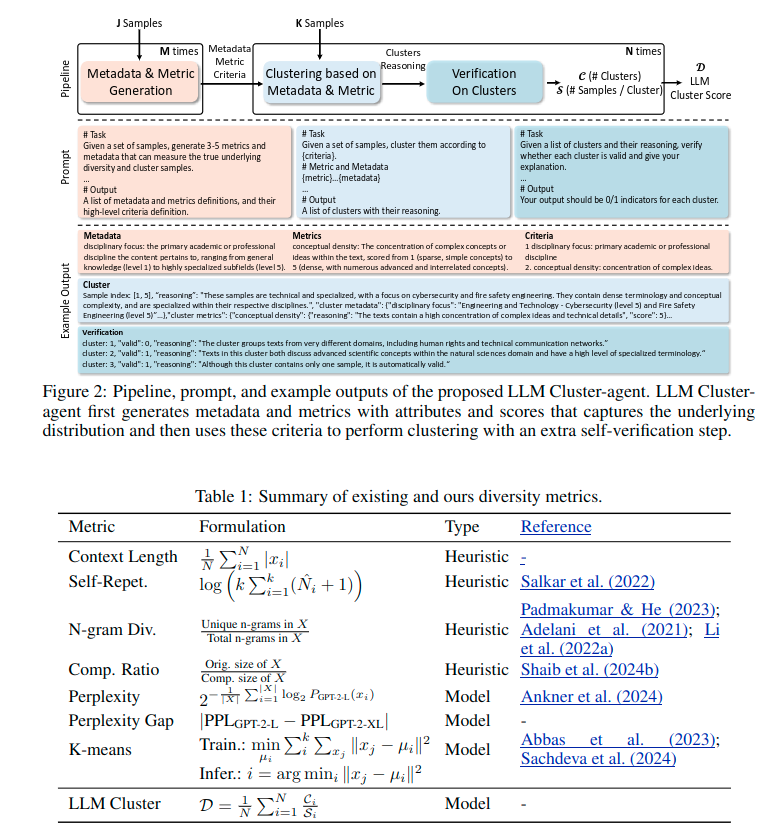 J Samples
K Samples
Pipeline
M times
Metadata & Metric
Generation
Metadata
Metric
Criteria
Clustering based on
Metadata & Metric
Clusters
Reasoning
Verification
On Clusters
N times
𝒞 (# Clusters)
𝒮 (# Samples / Cluster)
𝒟
LLM
Cluster Score
Prompt
# Task
Given a set of samples, generate 3-5 metrics and
metadata that can measure the true underlying
diversity and cluster samples.
...
# Output
A list of metadata and metrics definitions, and their
high-level criteria definition.
# Task
Given a set of samples, cluster them according to
{criteria}.
# Metric and Metadata
{metric}...{metadata}
...
# Output
A list of clusters with their reasoning.
# Task
Given a list of clusters and their reasoning, verify
whether each cluster is valid and give your
explanation.
...
# Output
Your output should be 0/1 indicators for each cluster.
Example Output
Metadata
disciplinary focus: the primary academic or professional
discipline the content pertains to, ranging from general
knowledge (level 1) to highly specialized subfields (level 5).
Metrics
conceptual density: The concentration of complex concepts or
ideas within the text, scored from 1 (sparse, simple concepts) to
5 (dense, with numerous advanced and interrelated concepts).
Criteria
1 disciplinary focus: primary academic or professional
discipline
2. conceptual density: concentration of complex ideas.
Cluster
Sample index [1, 5], "reasoning": "These samples are technical and specialized, with a focus on cybersecurity and fire safety engineering. They contain dense terminology and conceptual
complexity, and are specialized within their respective disciplines.", "cluster metadata": {"disciplinary focus": "Engineering and Technology - Cybersecurity (level 5) and Fire Safety
Engineering (level 5)"...},"cluster metrics": {"conceptual density": {"reasoning": "The texts contain a high concentration of complex ideas and technical details", "score": 5}...
Verification
cluster: 1, "valid": 0, "reasoning": "The cluster groups texts from very different domains, including human rights and technical communication networks."
cluster: 2, "valid": 1, "reasoning": "Texts in this cluster both discuss advanced scientific concepts within the natural sciences domain and have a high level of specialized terminology."
cluster: 3, "valid": 1, "reasoning": "Although this cluster contains only one sample, it is automatically valid."
Figure 2: Pipeline, prompt, and example outputs of the proposed LLM Cluster-agent. LLM Cluster-
agent first generates metadata and metrics with attributes and scores that captures the underlying
distribution and then uses these criteria to perform clustering with an extra self-verification step.
Table 1: Summary of existing and ours diversity metrics.
Metric Formulation Type Reference
Context Length $\frac{1}{N}\sum_{i=1}^{N}|x_i|$ Heuristic -
Self-Repet. $\log\left(k\sum_{i=1}^{k}(\hat{N}_i+1)\right)$ Heuristic Salkar et al. (2022)
N-gram Div. $\frac{\text{Unique n-grams in } X}{\text{Total n-grams in } X}$ Heuristic Padmakumar & He (2023);
Adelani et al. (2021); Li
et al. (2022a)
Comp. Ratio $\frac{\text{Orig. size of } X}{\text{Comp. size of } X}$ Heuristic Shaib et al. (2024b)
Perplexity $2^{-\frac{1}{|X|}\sum_{i=1}^{|X|}\log_2 P_{\text{GPT-2-L}}(x_i)}$ Model Ankner et al. (2024)
Perplexity Gap $|\text{PPL}_{\text{GPT-2-L}} - \text{PPL}_{\text{GPT-2-XL}}|$ Model -
K-means Train.: $\min_{\mu_i}\sum_{i}^{k}\sum_{x_j}\|x_j-\mu_i\|^2$ Model Abbas et al. (2023);
Sachdeva et al. (2024)
Infer.: $i = \arg\min_i \|x_j-\mu_i\|^2$
LLM Cluster $\mathcal{D} = \frac{1}{N}\sum_{i=1}^{N}\frac{\mathcal{C}_i}{\mathcal{S}_i}$ Model -